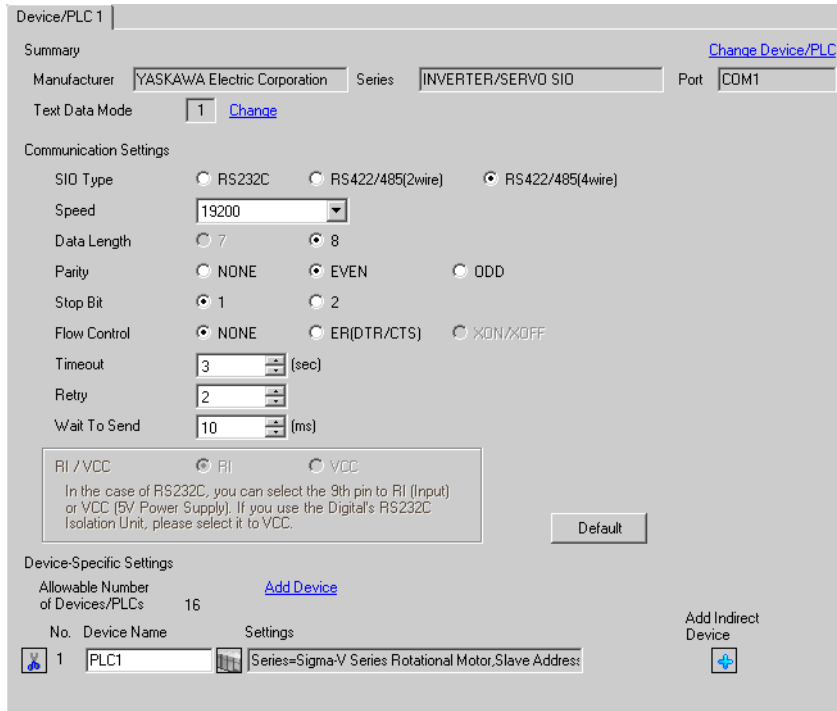 Device/PLC 1
Summary
Change Device/PLC
Manufacturer YASKAWA Electric Corporation Series INVERTER/SERVO SIO Port COM1
Text Data Mode 1 Change
Communication Settings
SIO Type RS232C RS422/485(2wire) RS422/485(4wire)
Speed 19200
Data Length 7 8
Parity NONE EVEN ODD
Stop Bit 1 2
Flow Control NONE ER(DTR/CTS) XON/XOFF
Timeout 3 (sec)
Retry 2
Wait To Send 10 (ms)
RI / VCC RI VCC
In the case of RS232C, you can select the 9th pin to RI (Input)
or VCC (5V Power Supply). If you use the Digital's RS232C
Isolation Unit, please select it to VCC.
Default
Device-Specific Settings
Allowable Number
of Devices/PLCs 16
Add Device
Add Indirect
Device
No. Device Name Settings
1 PLC1 Series=Sigma-V Series Rotational Motor,Slave Address